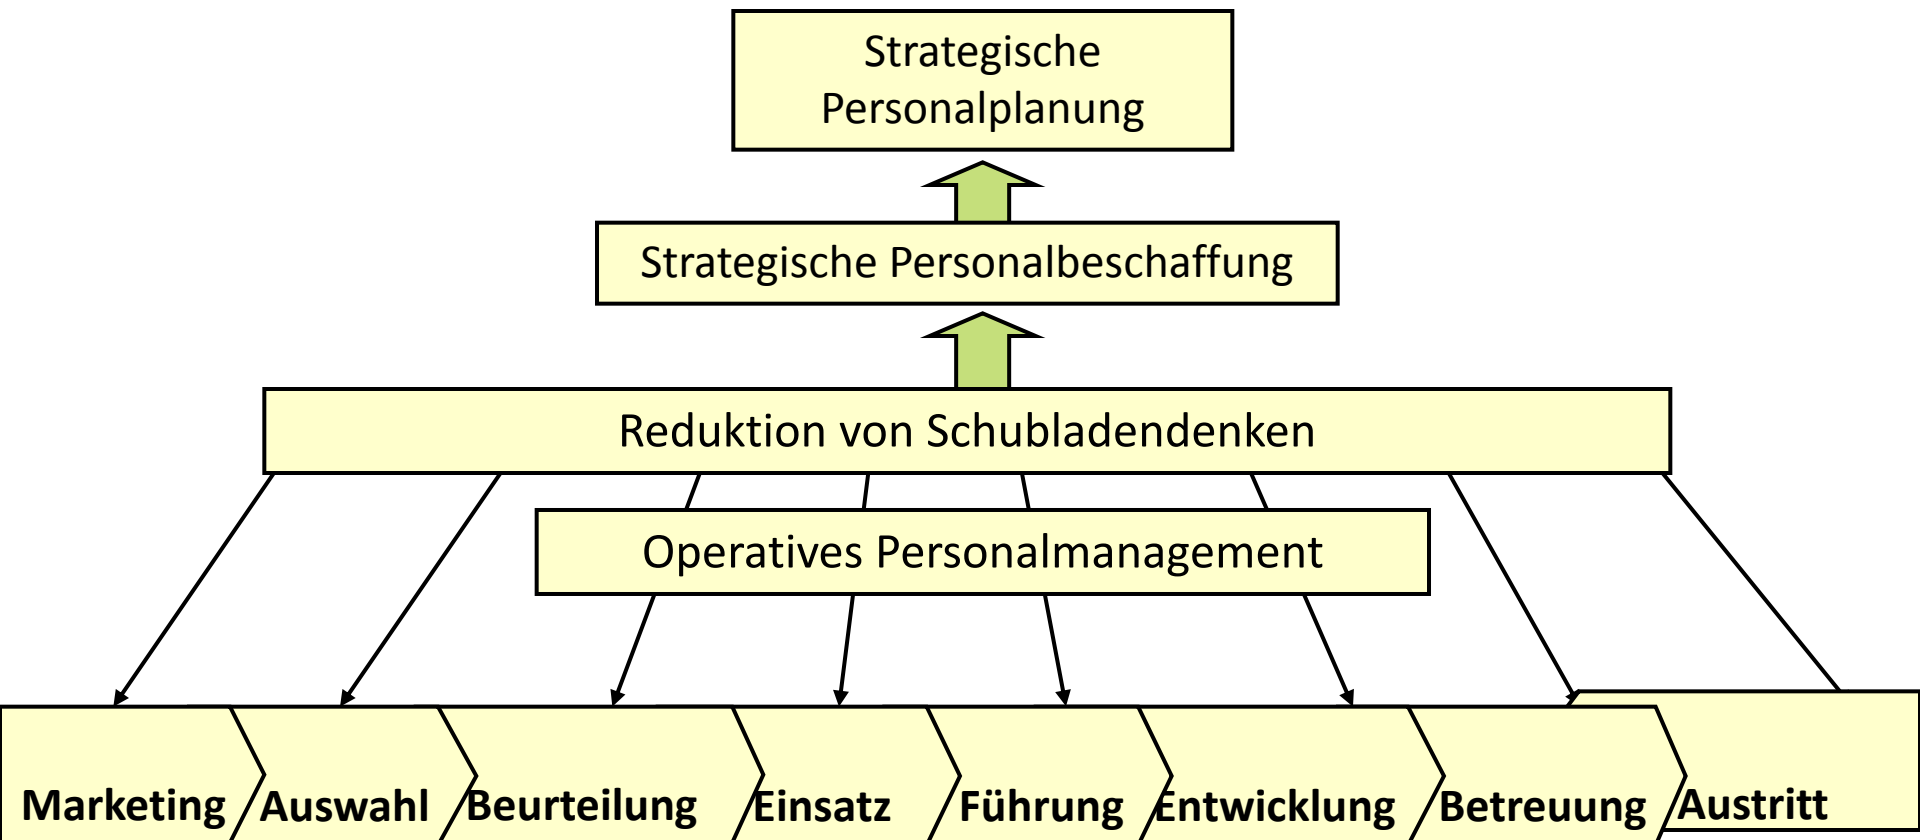 Strategische
Personalplanung
Strategische Personalbeschaffung
Reduktion von Schubladendenken
Operatives Personalmanagement
Marketing
Auswahl
Beurteilung
Einsatz
Führung
Entwicklung
Betreuung
Austritt